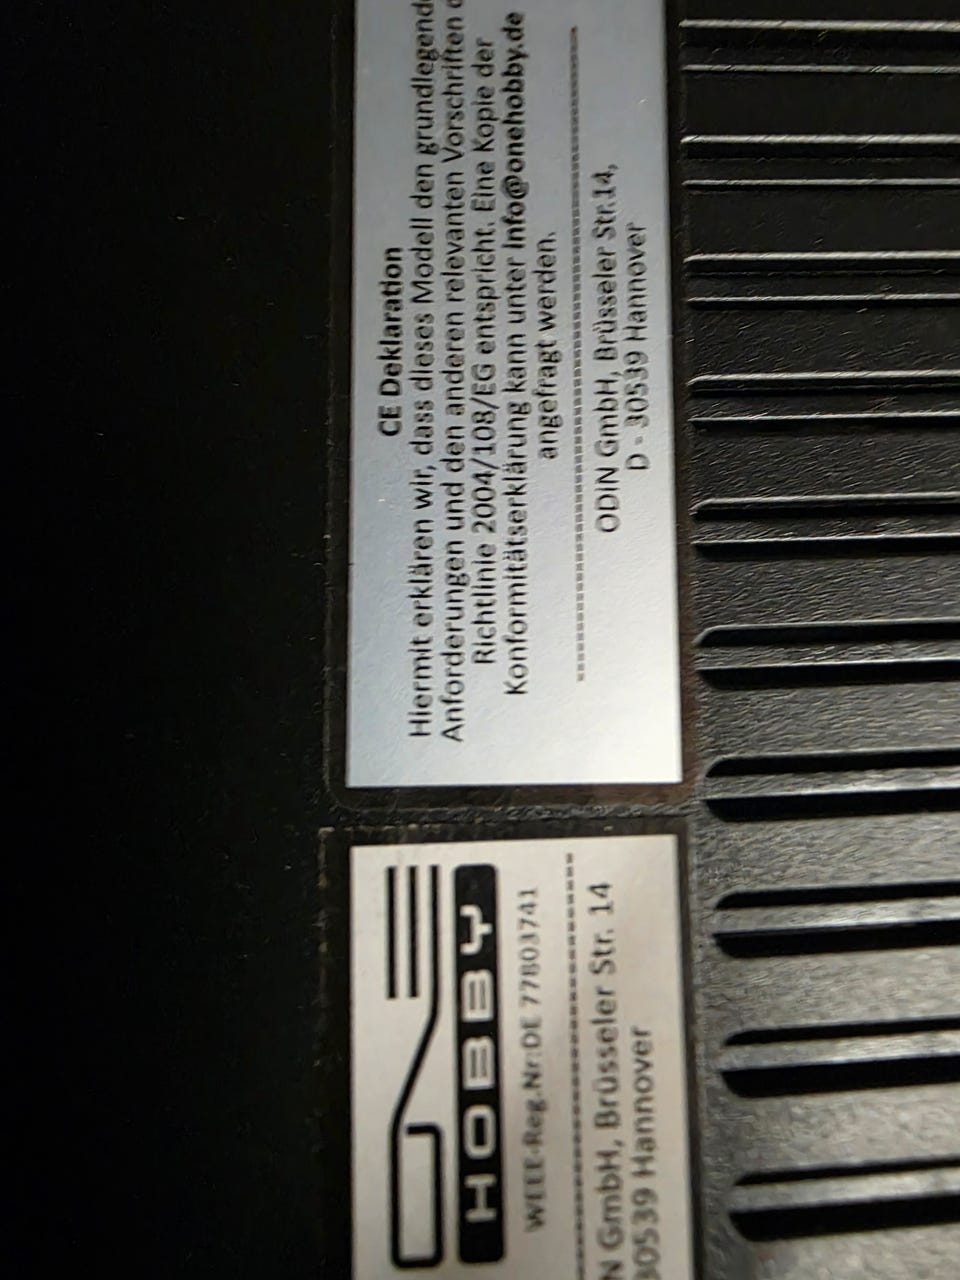 CE Deklaration
Hiermit erklären wir, dass dieses Modell den grundlegende
Anforderungen und den anderen relevanten Vorschriften d
Richtlinie 2004/108/EG entspricht. Eine Kopie der
Konformitätserklärung kann unter Info@onehobby.de
angefragt werden.
ODIN GmbH, Brüsseler Str.14,
D - 30539 Hannover
HOBBY
WEEE-Reg.Nr:DE 77803741
N GmbH, Brüsseler Str. 14
30539 Hannover